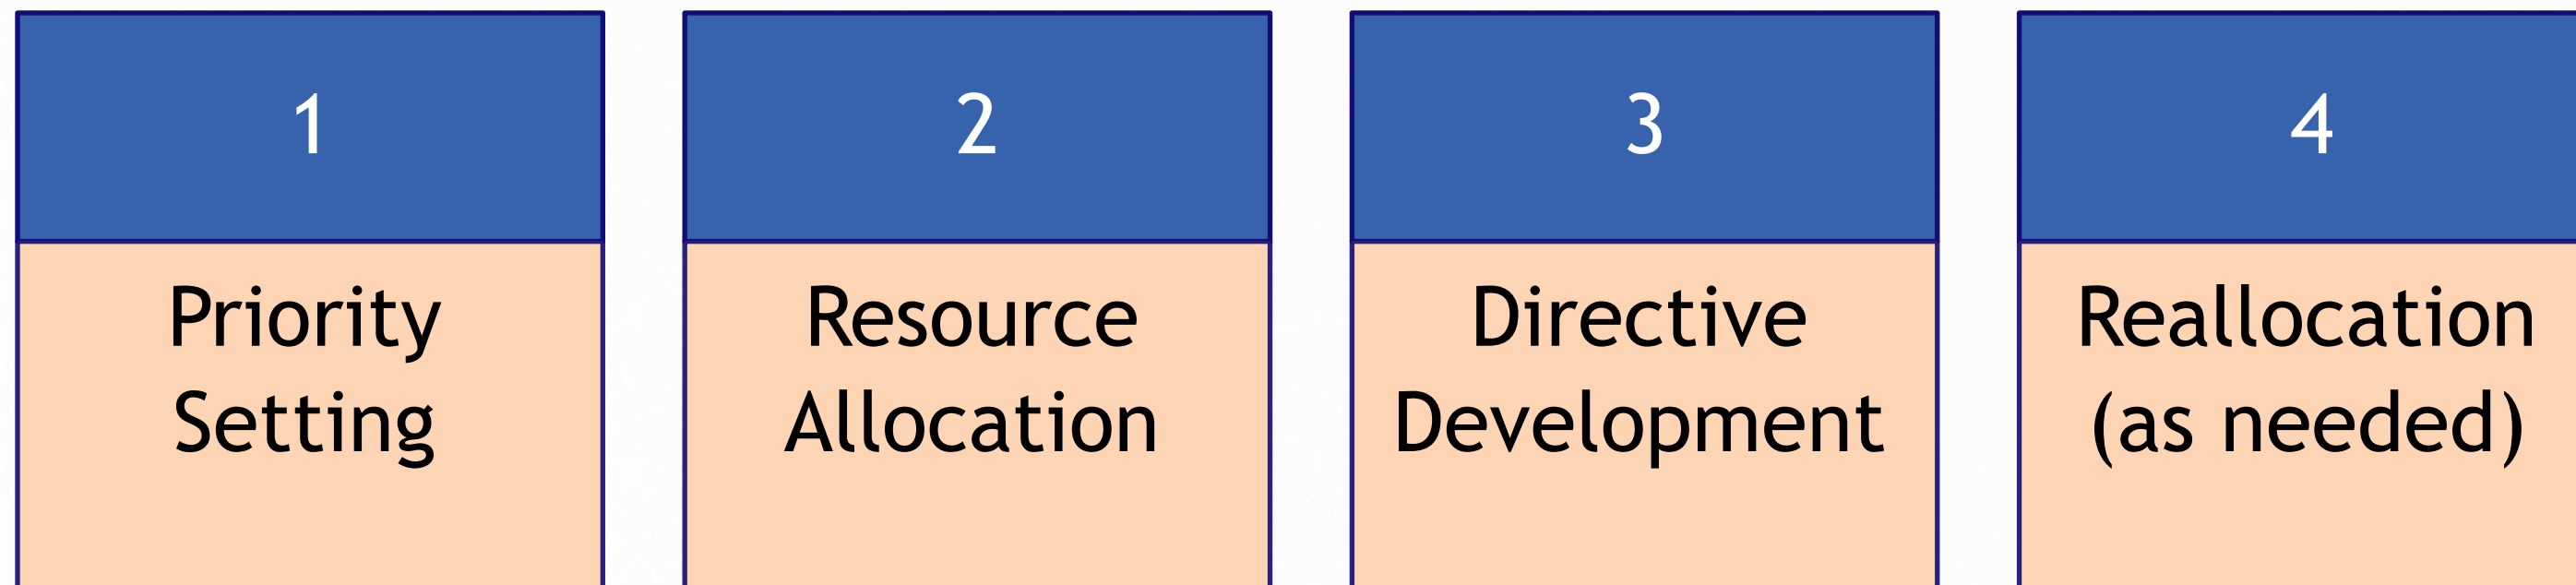 1
Priority
Setting
2
Resource
Allocation
3
Directive
Development
4
Reallocation
(as needed)